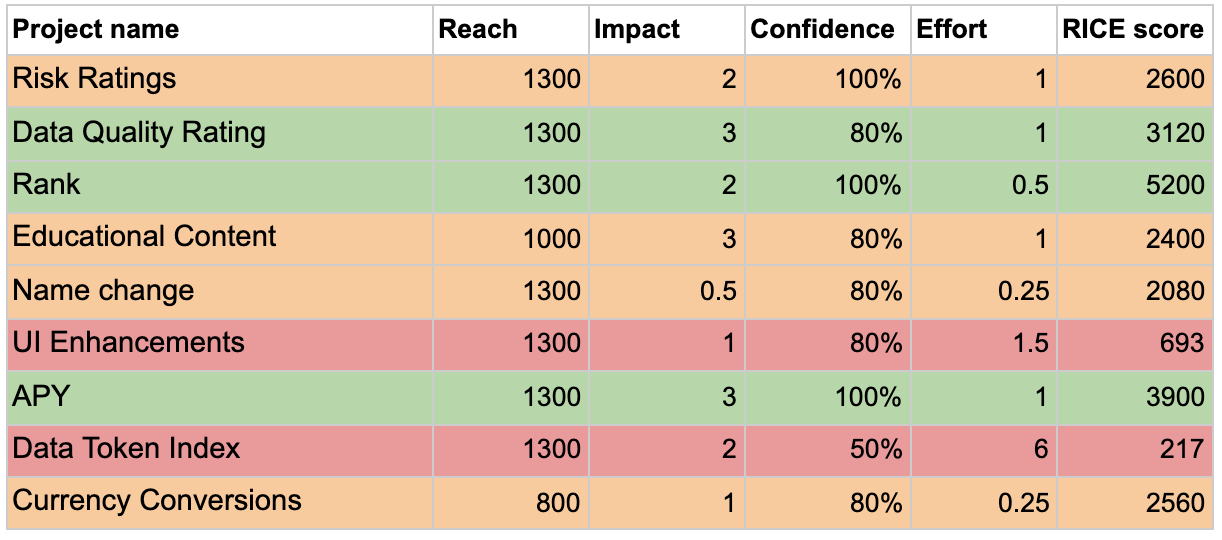 Project name Reach Impact Confidence Effort RICE score
Risk Ratings 1300 2 100% 1 2600
Data Quality Rating 1300 3 80% 1 3120
Rank 1300 2 100% 0.5 5200
Educational Content 1000 3 80% 1 2400
Name change 1300 0.5 80% 0.25 2080
UI Enhancements 1300 1 80% 1.5 693
APY 1300 3 100% 1 3900
Data Token Index 1300 2 50% 6 217
Currency Conversions 800 1 80% 0.25 2560